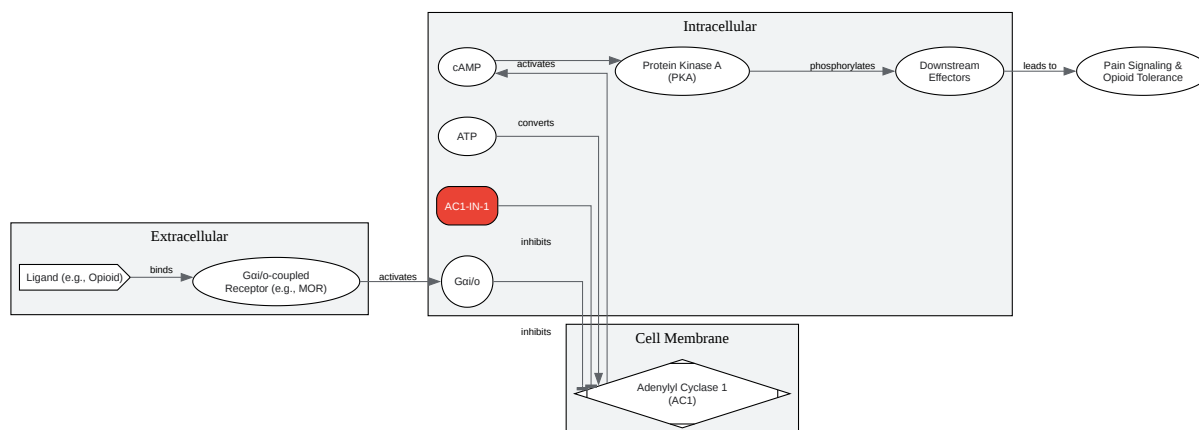 Intracellular
cAMP
activates
Protein Kinase A
(PKA)
phosphorylates
Downstream
Effectors
leads to
Pain Signaling &
Opioid Tolerance
ATP
converts
AC1-IN-1
inhibits
Extracellular
Ligand (e.g., Opioid)
binds
Gαi/o-coupled
Receptor (e.g., MOR)
activates
Gαi/o
inhibits
Cell Membrane
Adenylyl Cyclase 1
(AC1)